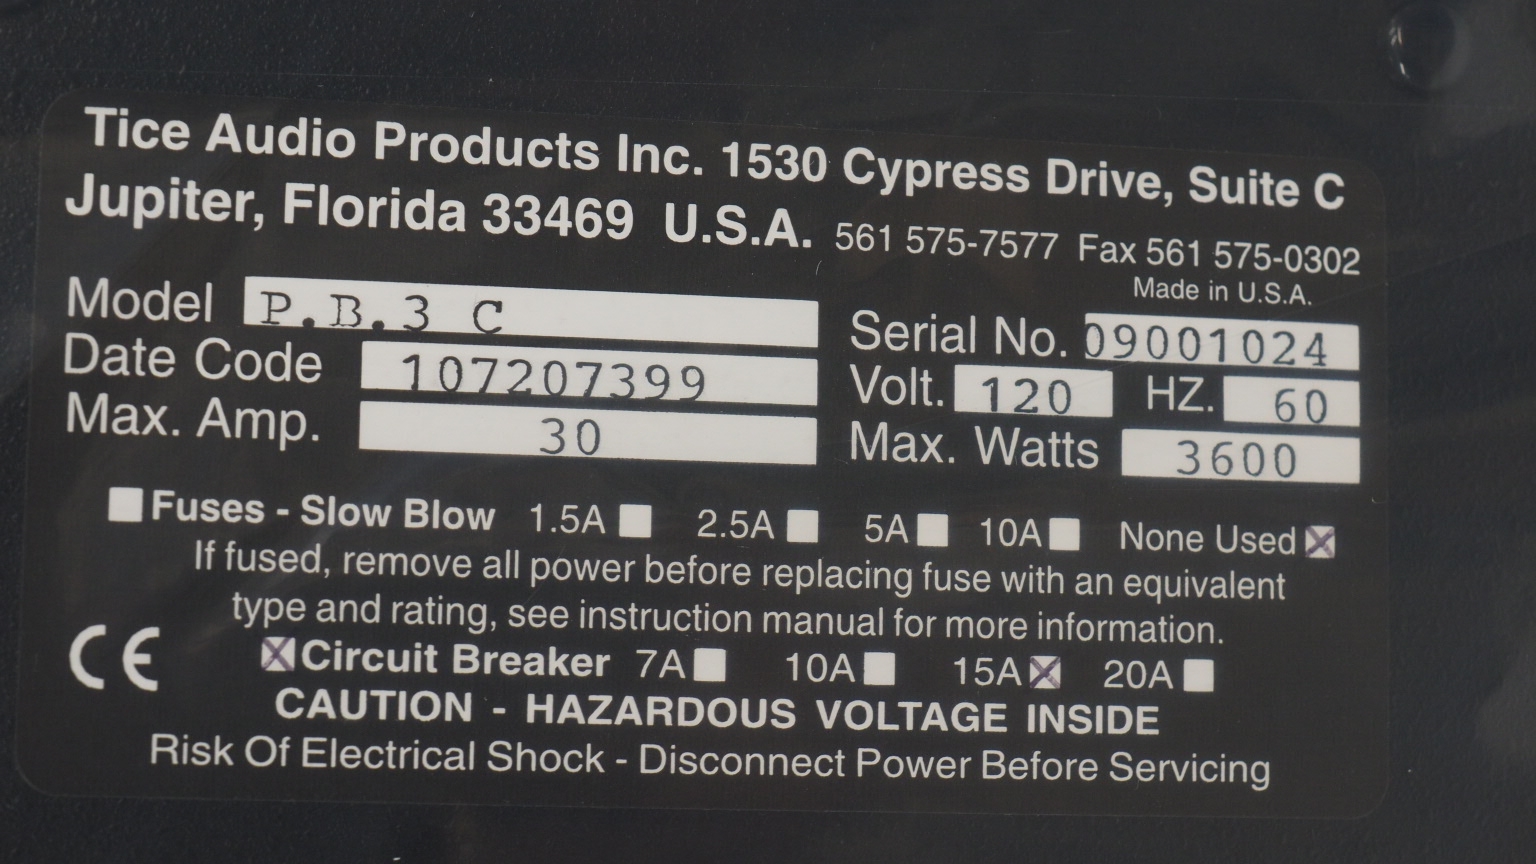 Tice Audio Products Inc. 1530 Cypress Drive, Suite C
Jupiter, Florida 33469 U.S.A. 561 575-7577 Fax 561 575-0302
Made in U.S.A.
Model P.B.3 C Serial No. 09001024
Date Code 107207399 Volt. 120 HZ. 60
Max. Amp. 30 Max. Watts 3600
Fuses - Slow Blow 1.5A 2.5A 5A 10A None Used X
If fused, remove all power before replacing fuse with an equivalent
type and rating, see instruction manual for more information.
CE X Circuit Breaker 7A 10A 15A X 20A
CAUTION - HAZARDOUS VOLTAGE INSIDE
Risk Of Electrical Shock - Disconnect Power Before Servicing